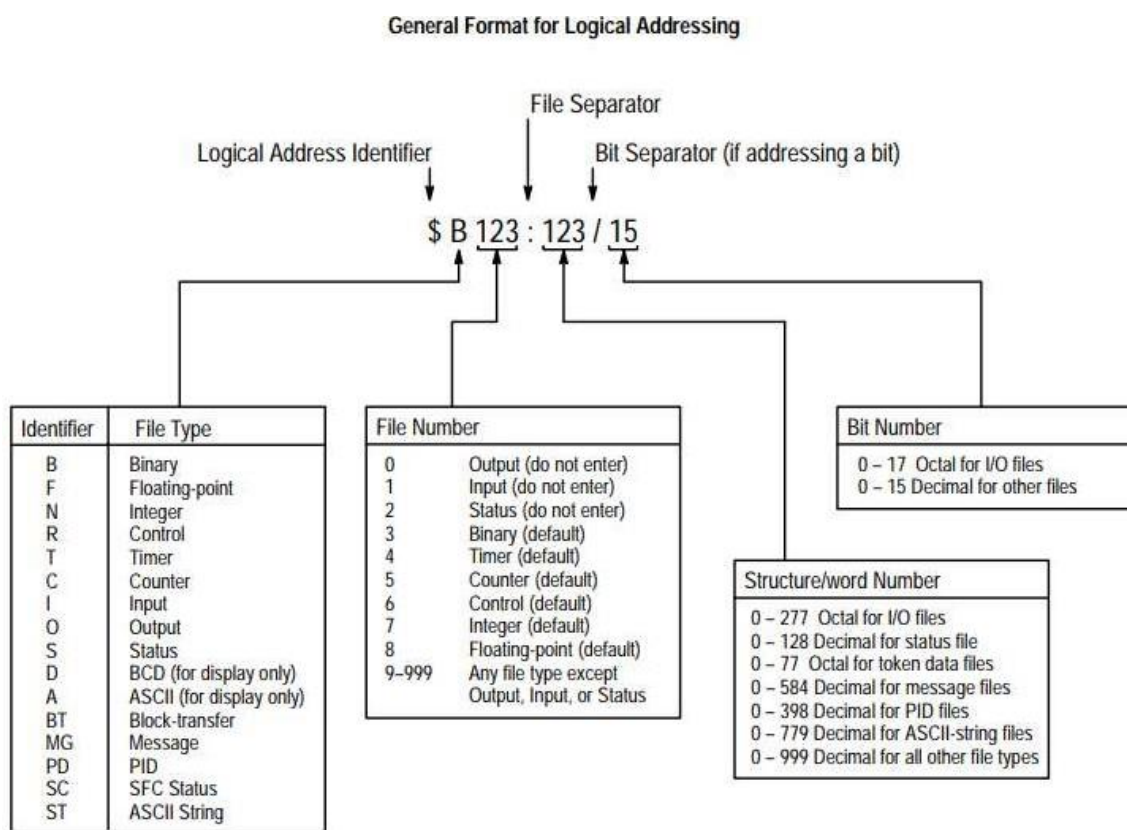 General Format for Logical Addressing
File Separator
Logical Address Identifier
Bit Separator (if addressing a bit)
$ B 123 : 123 / 15
Identifier File Type
B Binary
F Floating-point
N Integer
R Control
T Timer
C Counter
I Input
O Output
S Status
D BCD (for display only)
A ASCII (for display only)
BT Block-transfer
MG Message
PD PID
SC SFC Status
ST ASCII String
File Number
0 Output (do not enter)
1 Input (do not enter)
2 Status (do not enter)
3 Binary (default)
4 Timer (default)
5 Counter (default)
6 Control (default)
7 Integer (default)
8 Floating-point (default)
9–999 Any file type except
Output, Input, or Status
Bit Number
0 – 17 Octal for I/O files
0 – 15 Decimal for other files
Structure/word Number
0 – 277 Octal for I/O files
0 – 128 Decimal for status file
0 – 77 Octal for token data files
0 – 584 Decimal for message files
0 – 398 Decimal for PID files
0 – 779 Decimal for ASCII-string files
0 – 999 Decimal for all other file types